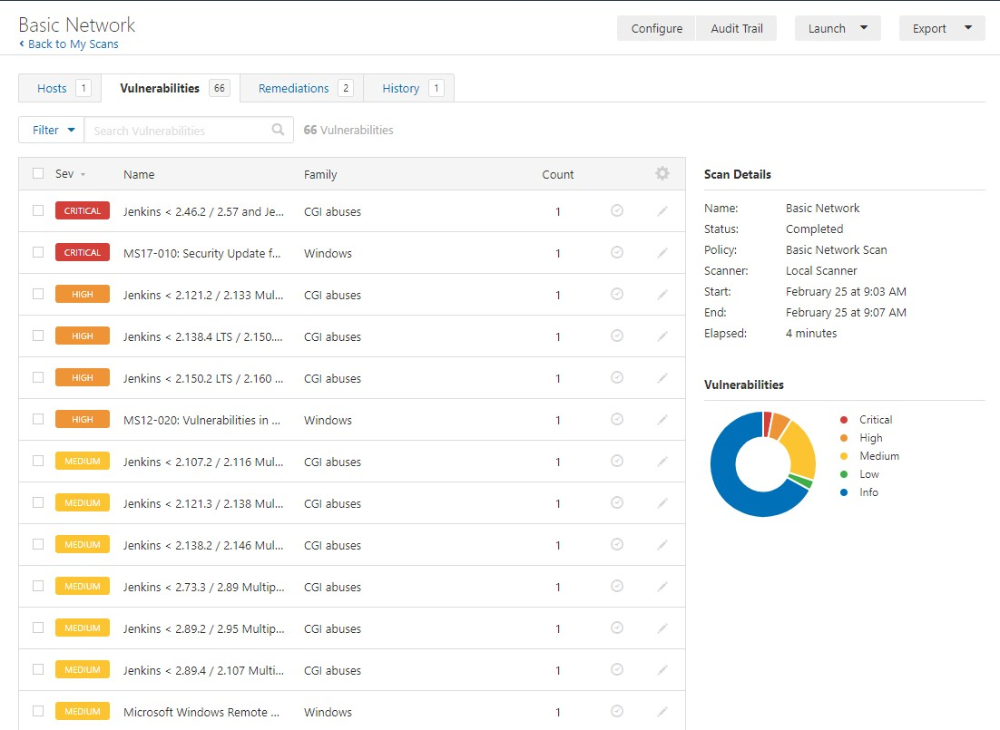 Basic Network
Back to My Scans
Configure Audit Trail Launch Export
Hosts 1 Vulnerabilities 66 Remediations 2 History 1
Filter Search Vulnerabilities 66 Vulnerabilities
Sev Name Family Count
CRITICAL Jenkins < 2.46.2 / 2.57 and Je... CGI abuses 1
CRITICAL MS17-010: Security Update f... Windows 1
HIGH Jenkins < 2.121.2 / 2.133 Mul... CGI abuses 1
HIGH Jenkins < 2.138.4 LTS / 2.150.... CGI abuses 1
HIGH Jenkins < 2.150.2 LTS / 2.160 ... CGI abuses 1
HIGH MS12-020: Vulnerabilities in ... Windows 1
MEDIUM Jenkins < 2.107.2 / 2.116 Mul... CGI abuses 1
MEDIUM Jenkins < 2.121.3 / 2.138 Mul... CGI abuses 1
MEDIUM Jenkins < 2.138.2 / 2.146 Mul... CGI abuses 1
MEDIUM Jenkins < 2.73.3 / 2.89 Multip... CGI abuses 1
MEDIUM Jenkins < 2.89.2 / 2.95 Multip... CGI abuses 1
MEDIUM Jenkins < 2.89.4 / 2.107 Multi... CGI abuses 1
MEDIUM Microsoft Windows Remote ... Windows 1
Scan Details
Name: Basic Network
Status: Completed
Policy: Basic Network Scan
Scanner: Local Scanner
Start: February 25 at 9:03 AM
End: February 25 at 9:07 AM
Elapsed: 4 minutes
Vulnerabilities
Critical
High
Medium
Low
Info